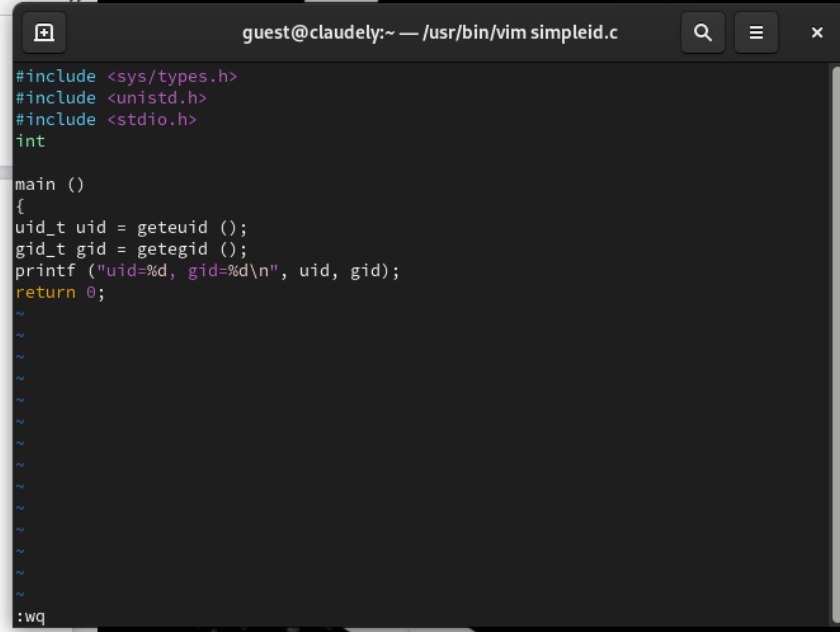 guest@claudely:~ — /usr/bin/vim simpleid.c
#include <sys/types.h>
#include <unistd.h>
#include <stdio.h>
int
main ()
{
uid_t uid = geteuid ();
gid_t gid = getegid ();
printf ("uid=%d, gid=%d\n", uid, gid);
return 0;
~
~
~
~
~
~
~
~
~
~
~
~
~
~
:wq